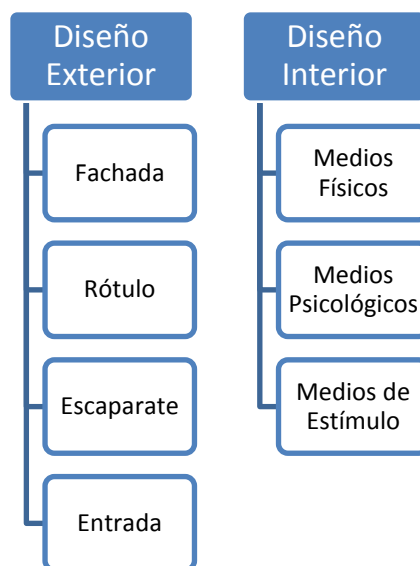 Diseño
Exterior
Fachada
Rótulo
Escaparate
Entrada
Diseño
Interior
Medios
Físicos
Medios
Psicológicos
Medios de
Estímulo